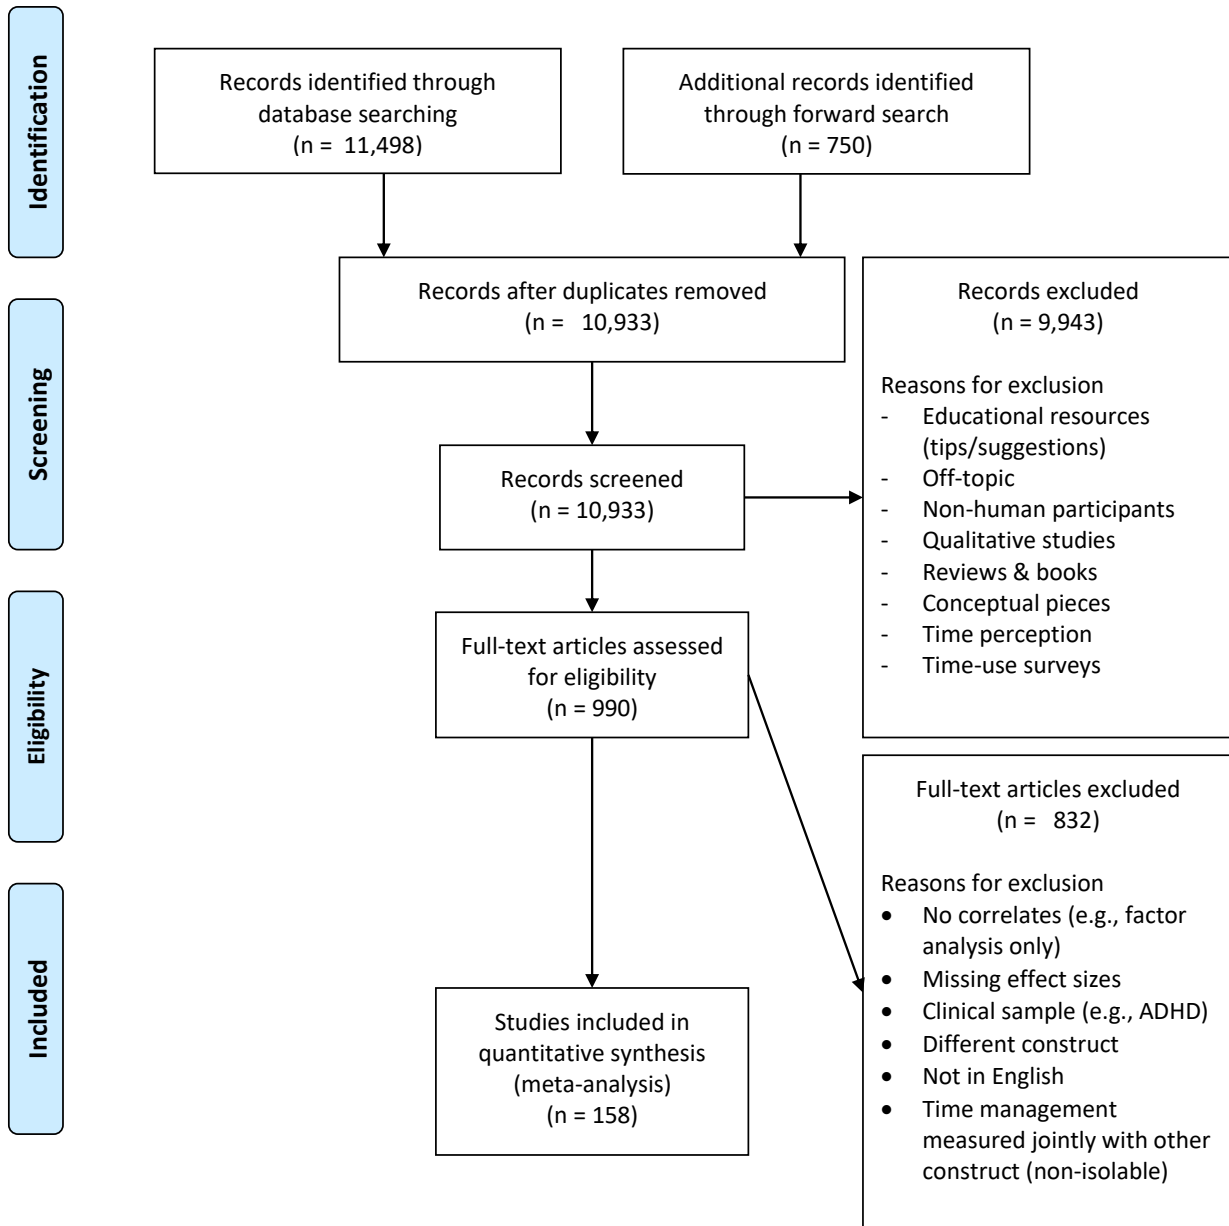 Identification
Records identified through
database searching
(n = 11,498)
Additional records identified
through forward search
(n = 750)
Records after duplicates removed
(n = 10,933)
Screening
Records screened
(n = 10,933)
Records excluded
(n = 9,943)
Reasons for exclusion
- Educational resources
(tips/suggestions)
- Off-topic
- Non-human participants
- Qualitative studies
- Reviews & books
- Conceptual pieces
- Time perception
- Time-use surveys
Eligibility
Full-text articles assessed
for eligibility
(n = 990)
Full-text articles excluded
(n = 832)
Reasons for exclusion
• No correlates (e.g., factor
analysis only)
• Missing effect sizes
• Clinical sample (e.g., ADHD)
• Different construct
• Not in English
• Time management
measured jointly with other
construct (non-isolable)
Included
Studies included in
quantitative synthesis
(meta-analysis)
(n = 158)